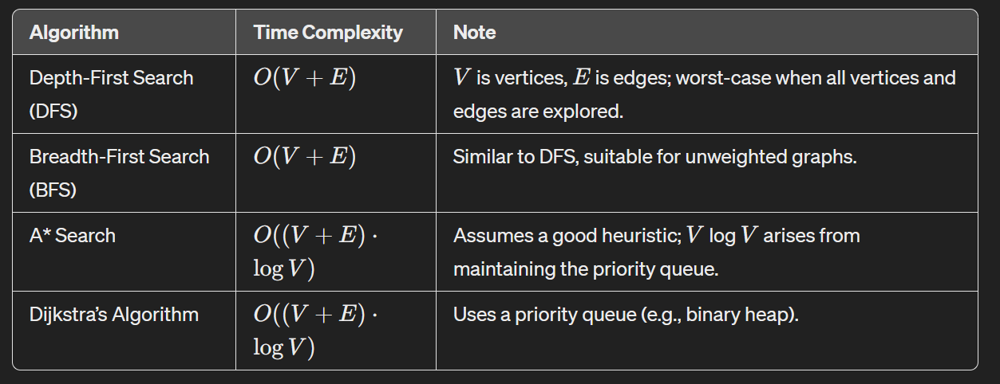 Algorithm Time Complexity Note
Depth-First Search O(V + E) V is vertices, E is edges; worst-case when all vertices and
(DFS) edges are explored.
Breadth-First Search O(V + E) Similar to DFS, suitable for unweighted graphs.
(BFS)
A* Search O((V + E) · Assumes a good heuristic; V log V arises from
log V) maintaining the priority queue.
Dijkstra’s Algorithm O((V + E) · Uses a priority queue (e.g., binary heap).
log V)